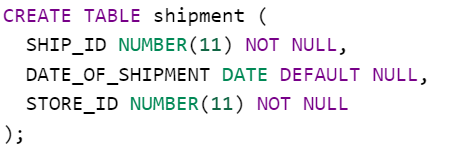 CREATE TABLE shipment (
  SHIP_ID NUMBER(11) NOT NULL,
  DATE_OF_SHIPMENT DATE DEFAULT NULL,
  STORE_ID NUMBER(11) NOT NULL
);